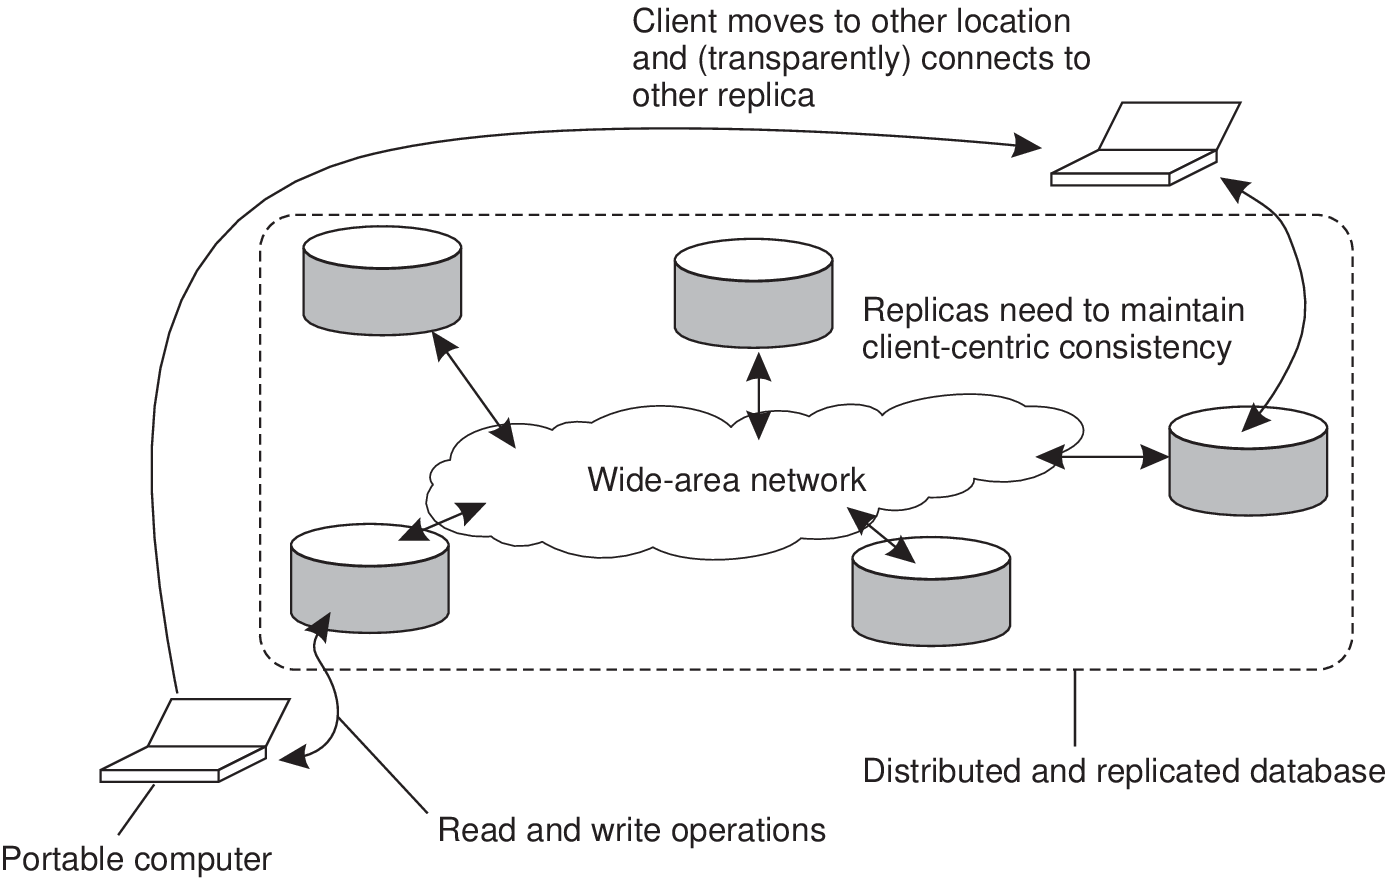 Client moves to other location
and (transparently) connects to
other replica
Replicas need to maintain
client-centric consistency
Wide-area network
Distributed and replicated database
Read and write operations
Portable computer